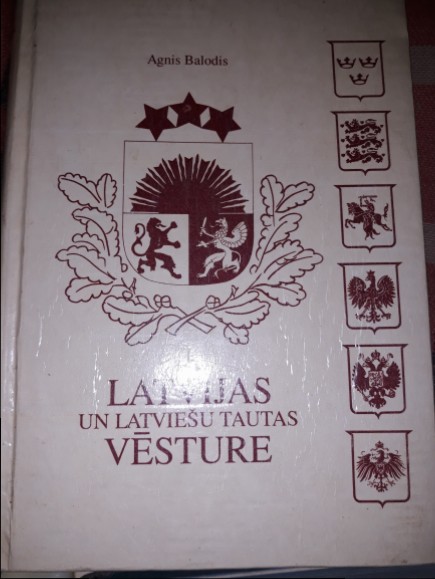 Agnis Balodis
LATVIJAS
UN LATVIEŠU TAUTAS
VĒSTURE